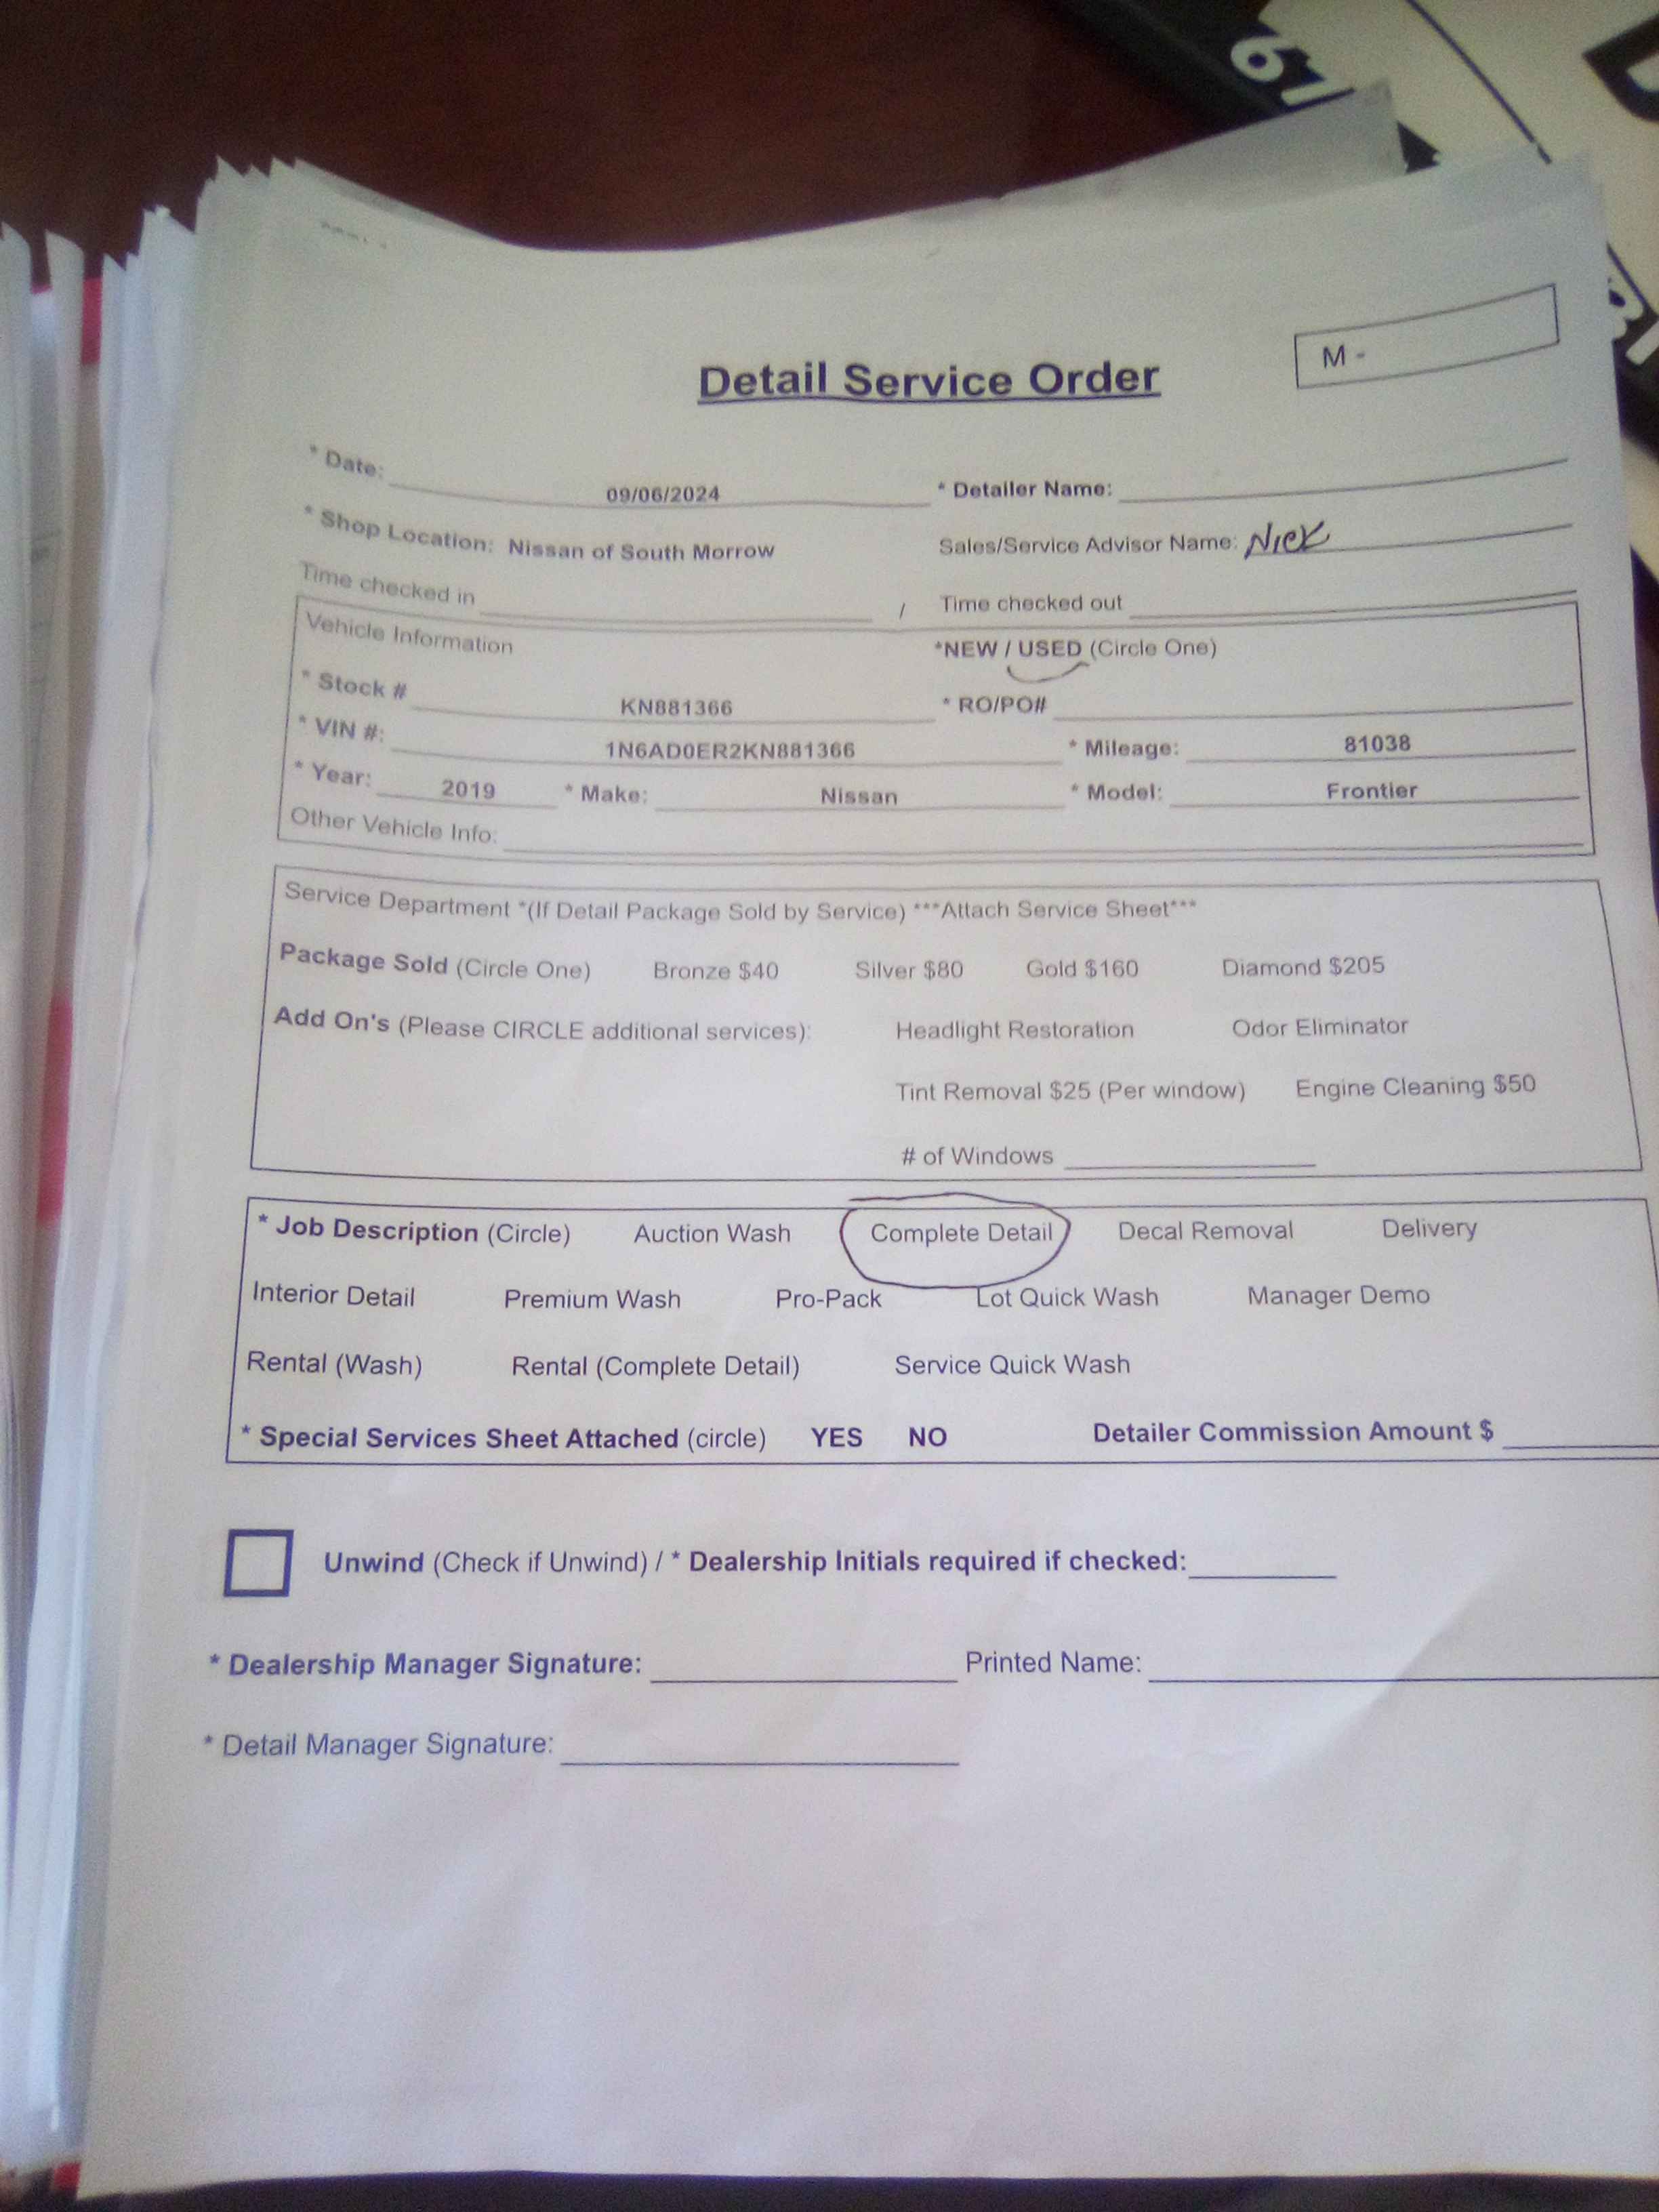 61
M -
Detail Service Order
* Date: 09/06/2024 * Detailer Name:
* Shop Location: Nissan of South Morrow Sales/Service Advisor Name: Nick
Time checked in / Time checked out
Vehicle Information *NEW / USED (Circle One)
* Stock # KN881366 * RO/PO#
* VIN #: 1N6AD0ER2KN881366 * Mileage: 81038
* Year: 2019 * Make: Nissan * Model: Frontier
Other Vehicle Info:
Service Department *(If Detail Package Sold by Service) ***Attach Service Sheet***
Package Sold (Circle One) Bronze $40 Silver $80 Gold $160 Diamond $205
Add On's (Please CIRCLE additional services): Headlight Restoration Odor Eliminator
Tint Removal $25 (Per window) Engine Cleaning $50
# of Windows
* Job Description (Circle) Auction Wash Complete Detail Decal Removal Delivery
Interior Detail Premium Wash Pro-Pack Lot Quick Wash Manager Demo
Rental (Wash) Rental (Complete Detail) Service Quick Wash
* Special Services Sheet Attached (circle) YES NO Detailer Commission Amount $
Unwind (Check if Unwind) / * Dealership Initials required if checked:
* Dealership Manager Signature: Printed Name:
* Detail Manager Signature: